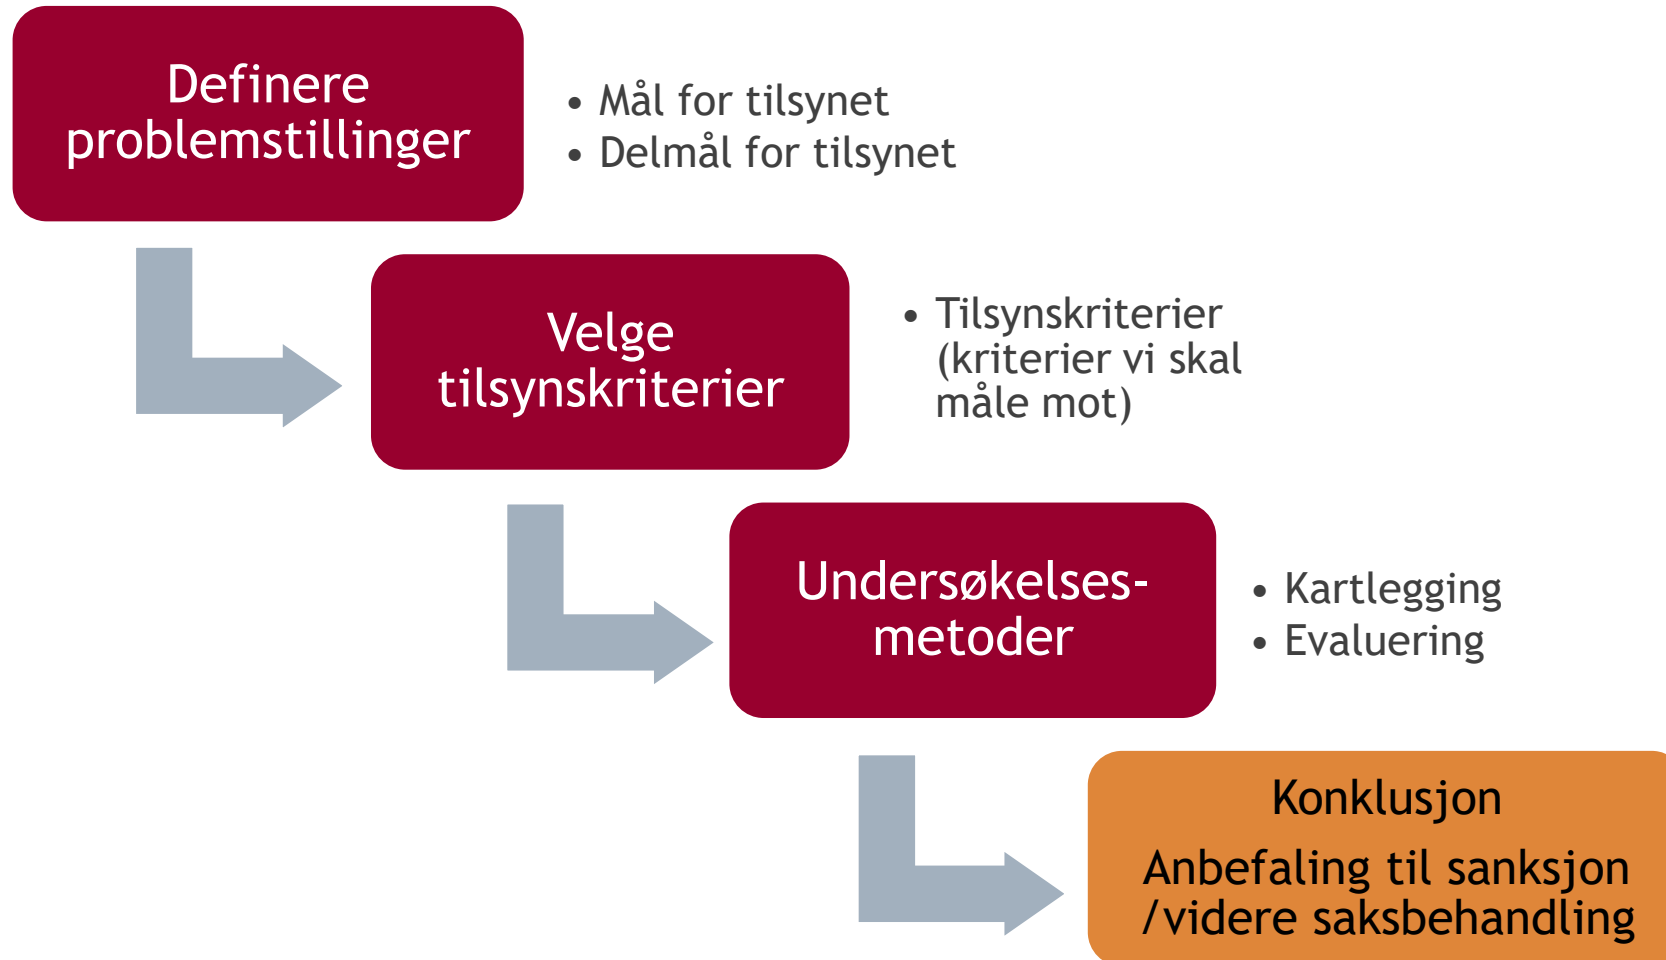 Definere
problemstillinger
• Mål for tilsynet
• Delmål for tilsynet
Velge
tilsynskriterier
• Tilsynskriterier
(kriterier vi skal
måle mot)
Undersøkelses-
metoder
• Kartlegging
• Evaluering
Konklusjon
Anbefaling til sanksjon
/videre saksbehandling